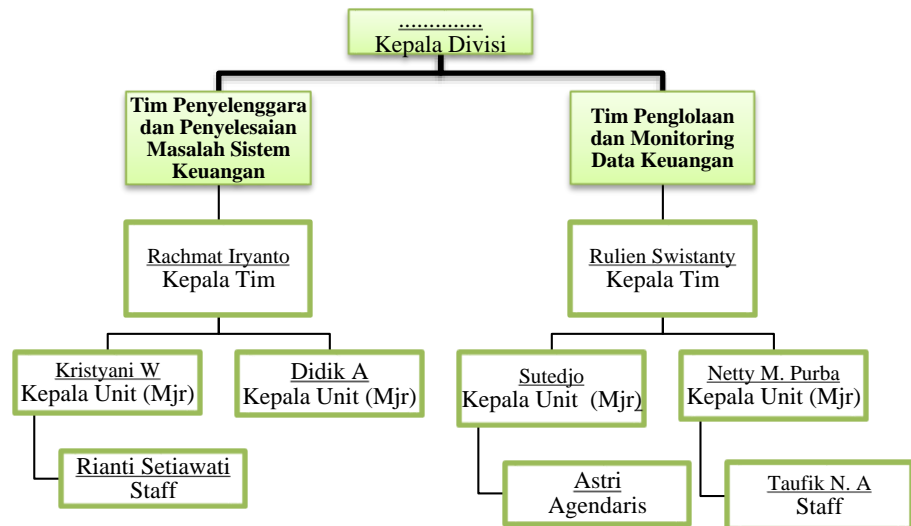 ..............
Kepala Divisi
Tim Penyelenggara
dan Penyelesaian
Masalah Sistem
Keuangan
Tim Penglolaan
dan Monitoring
Data Keuangan
Rachmat Iryanto
Kepala Tim
Rulien Swistanty
Kepala Tim
Kristyani W
Kepala Unit (Mjr)
Didik A
Kepala Unit (Mjr)
Sutedjo
Kepala Unit (Mjr)
Netty M. Purba
Kepala Unit (Mjr)
Rianti Setiawati
Staff
Astri
Agendaris
Taufik N. A
Staff